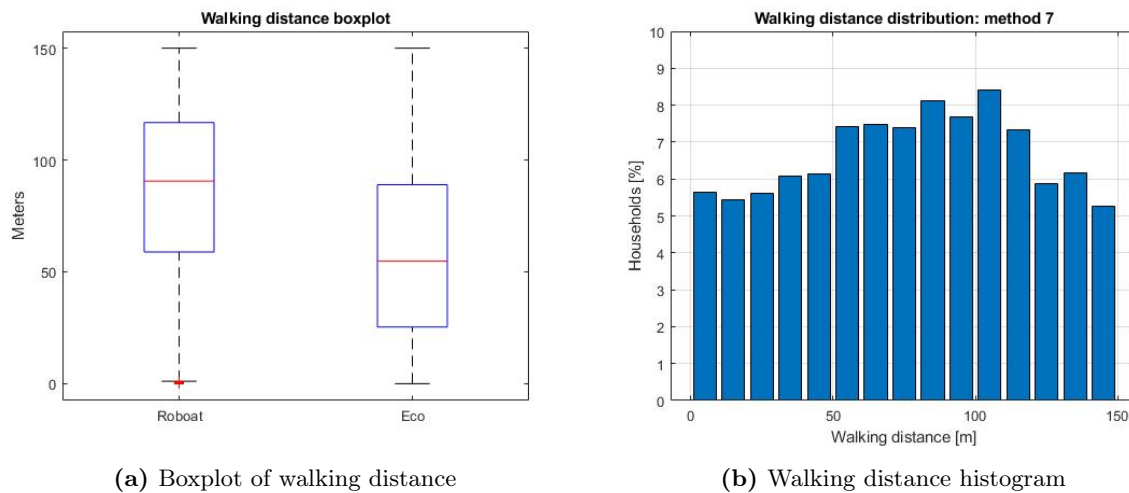 Walking distance boxplot
150
100
50
0
Meters
Roboat
Eco
(a) Boxplot of walking distance
Walking distance distribution: method 7
10
9
8
7
6
5
4
3
2
1
0
Households [%]
0
50
100
150
Walking distance [m]
(b) Walking distance histogram